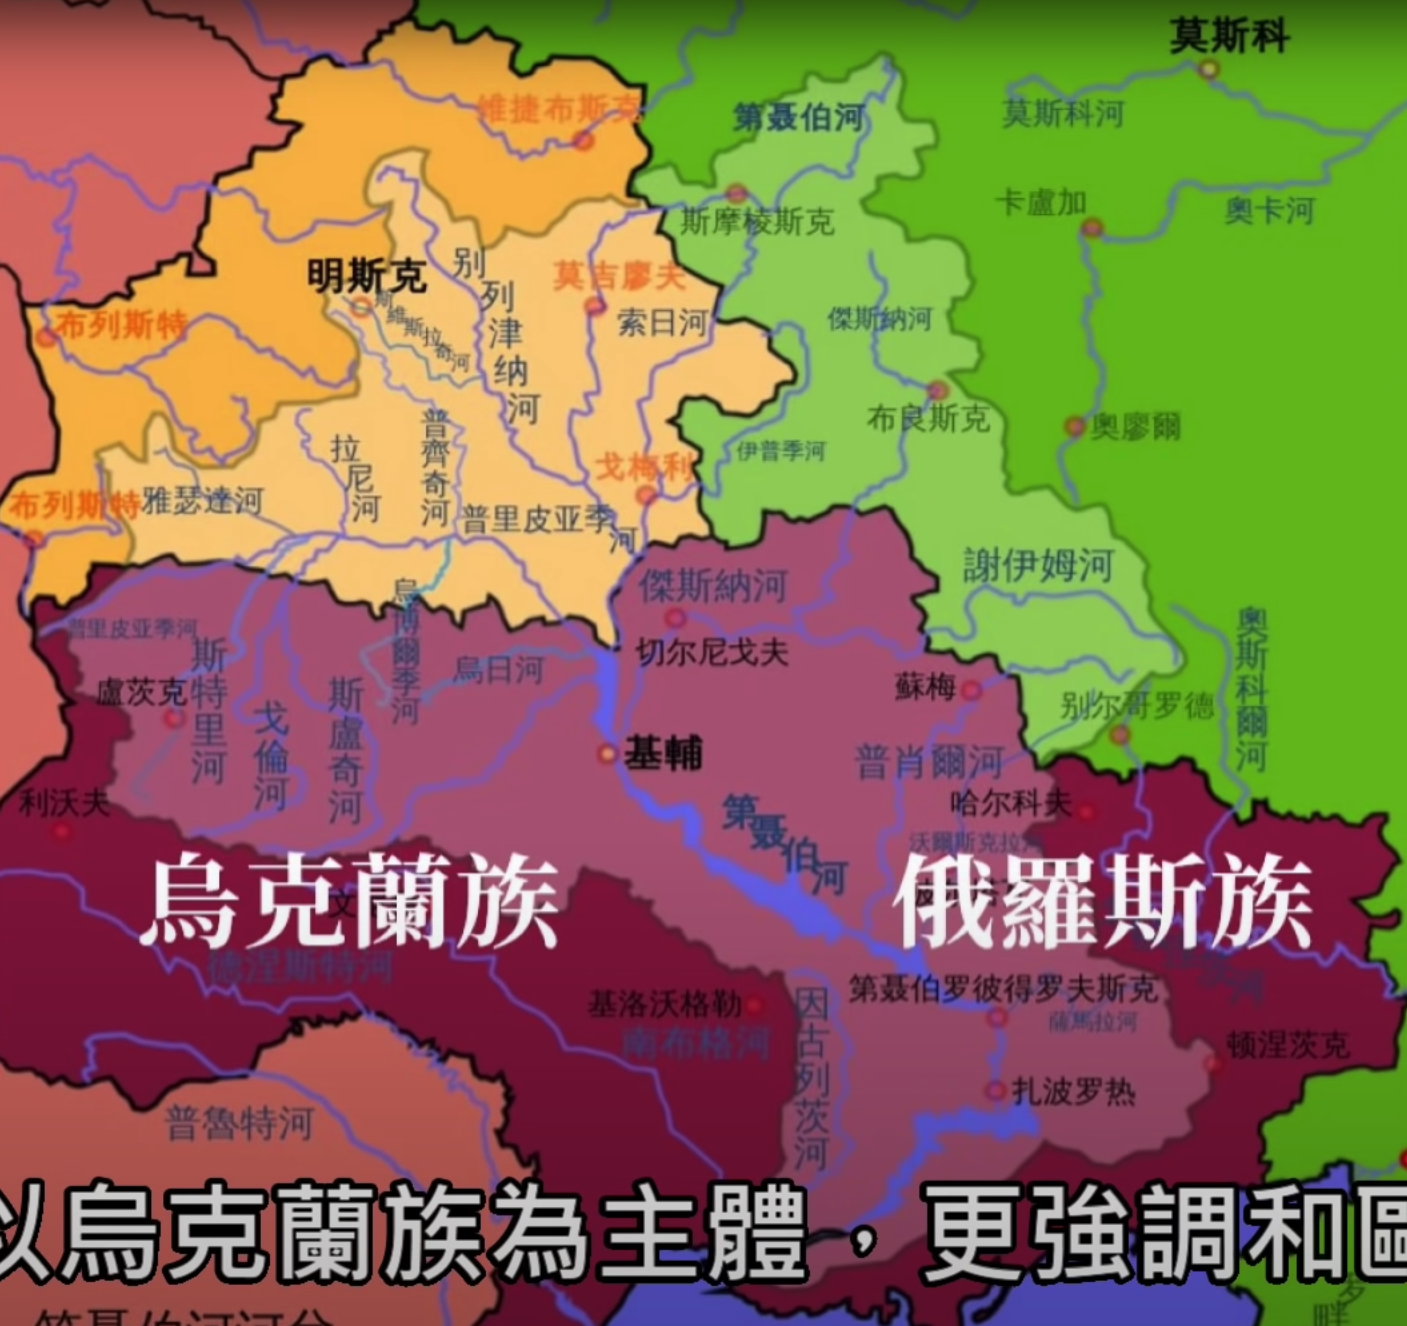 莫斯科
維捷布斯克
第聶伯河
莫斯科河
卡盧加
奧卡河
斯摩棱斯克
明斯克
别列津纳河
莫吉廖夫
索日河
傑斯納河
布列斯特
斯維斯拉奇河
布良斯克
奧廖爾
伊普季河
普齊奇河
拉尼河
戈梅利
布列斯特
雅瑟達河
普里皮亚季河
謝伊姆河
傑斯納河
烏博爾季河
普里皮亚季河
切尔尼戈夫
烏日河
奧斯科爾河
斯特里河
盧茨克
戈倫河
斯盧奇河
蘇梅
别尔哥罗德
基輔
普肖爾河
利沃夫
哈尔科夫
第聶伯河
沃爾斯克拉河
烏克蘭族
俄羅斯族
德涅斯特河
基洛沃格勒
南布格河
因古列茨河
第聶伯罗彼得罗夫斯克
薩馬拉河
顿涅茨克
扎波罗热
普魯特河
以烏克蘭族為主體，更強調和歐